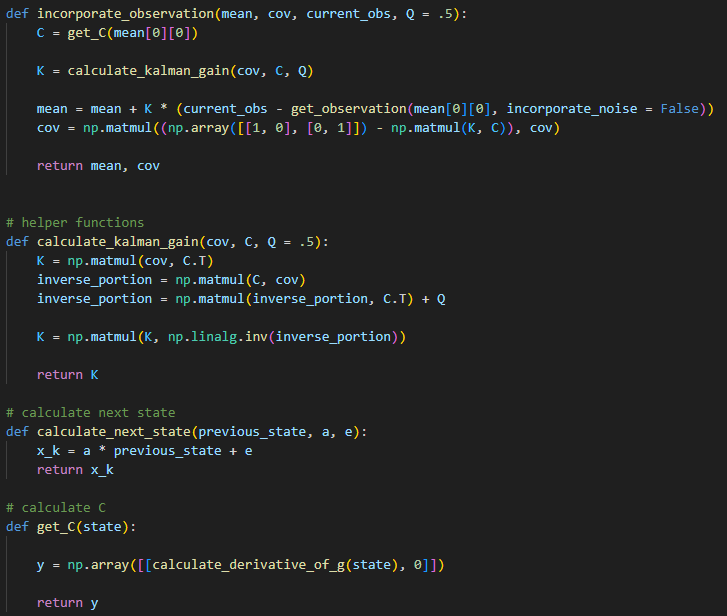 def incorporate_observation(mean, cov, current_obs, Q = .5):
    C = get_C(mean[0][0])
    K = calculate_kalman_gain(cov, C, Q)
    mean = mean + K * (current_obs - get_observation(mean[0][0], incorporate_noise = False))
    cov = np.matmul((np.array([[1, 0], [0, 1]]) - np.matmul(K, C)), cov)
    return mean, cov
# helper functions
def calculate_kalman_gain(cov, C, Q = .5):
    K = np.matmul(cov, C.T)
    inverse_portion = np.matmul(C, cov)
    inverse_portion = np.matmul(inverse_portion, C.T) + Q
    K = np.matmul(K, np.linalg.inv(inverse_portion))
    return K
# calculate next state
def calculate_next_state(previous_state, a, e):
    x_k = a * previous_state + e
    return x_k
# calculate C
def get_C(state):
    y = np.array([[calculate_derivative_of_g(state), 0]])
    return y